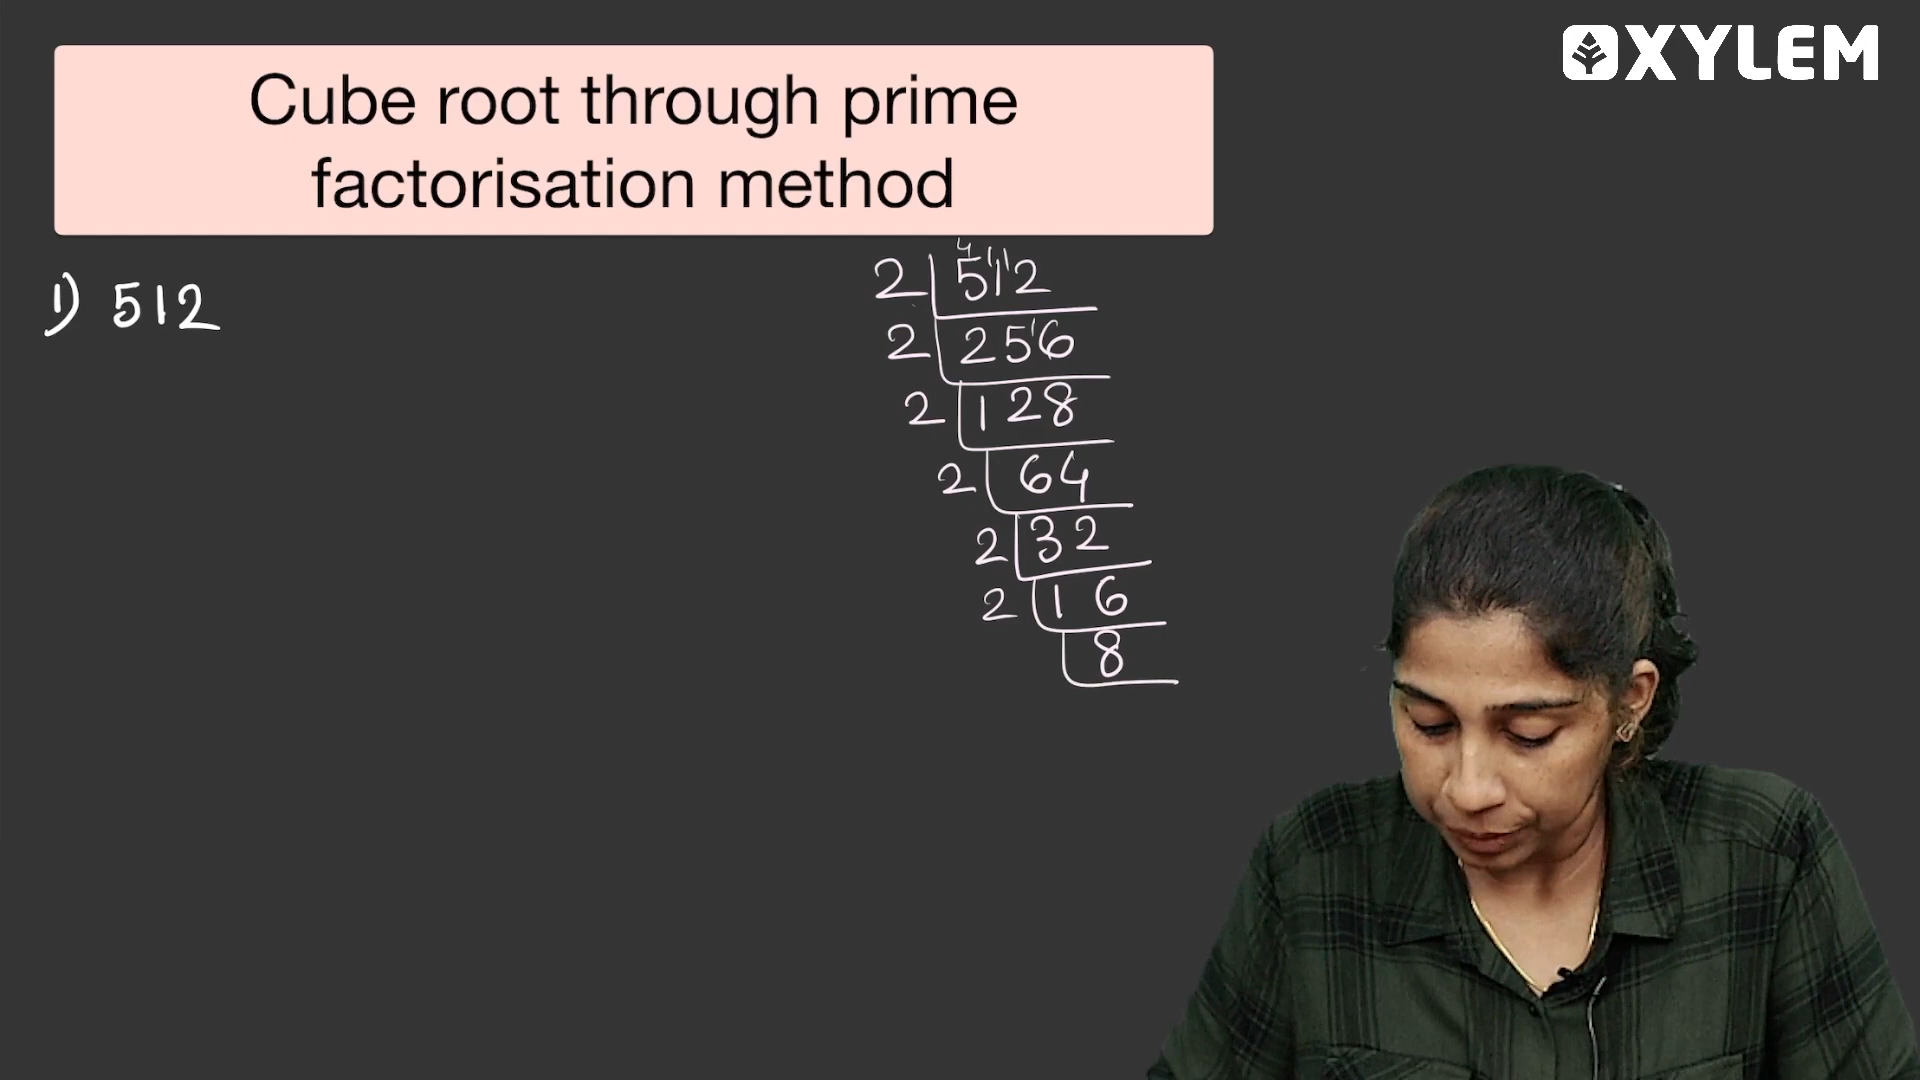 XYLEM
Cube root through prime
factorisation method
1) 512
2 | 512
2 | 256
2 | 128
2 | 64
2 | 32
2 | 16
8